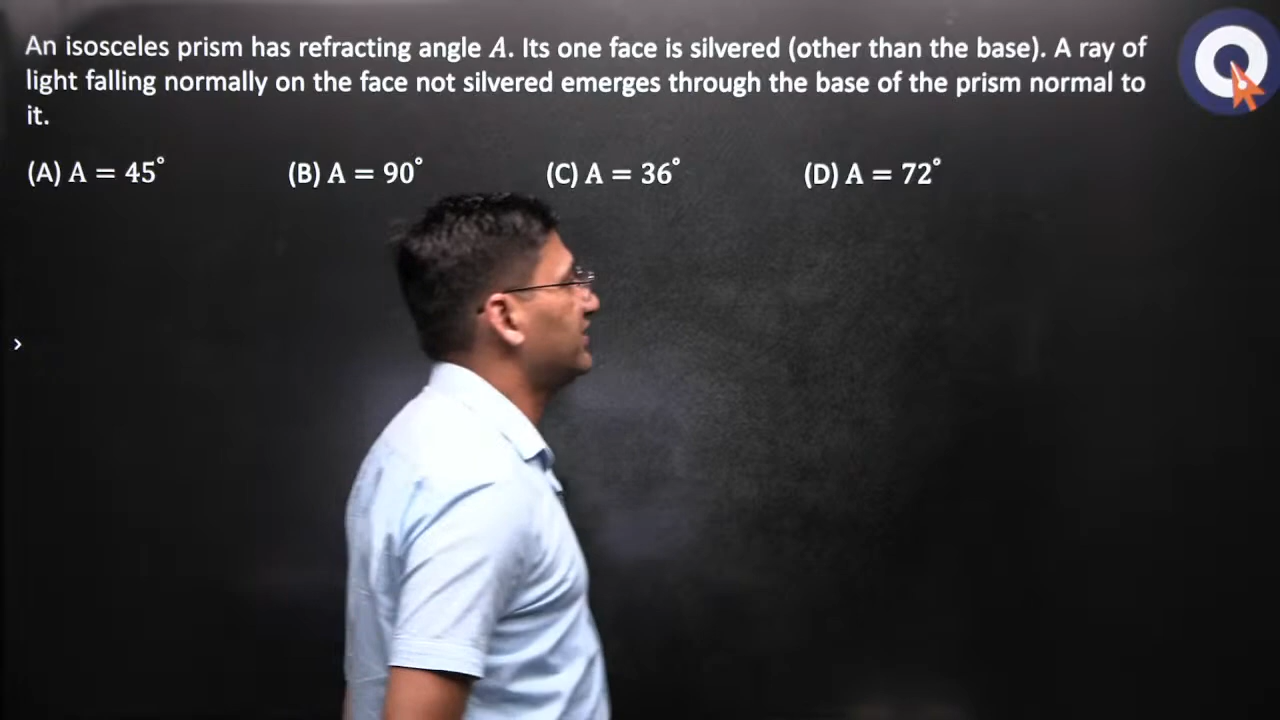 An isosceles prism has refracting angle A. Its one face is silvered (other than the base). A ray of
light falling normally on the face not silvered emerges through the base of the prism normal to
it.
(A) A = 45° (B) A = 90° (C) A = 36° (D) A = 72°